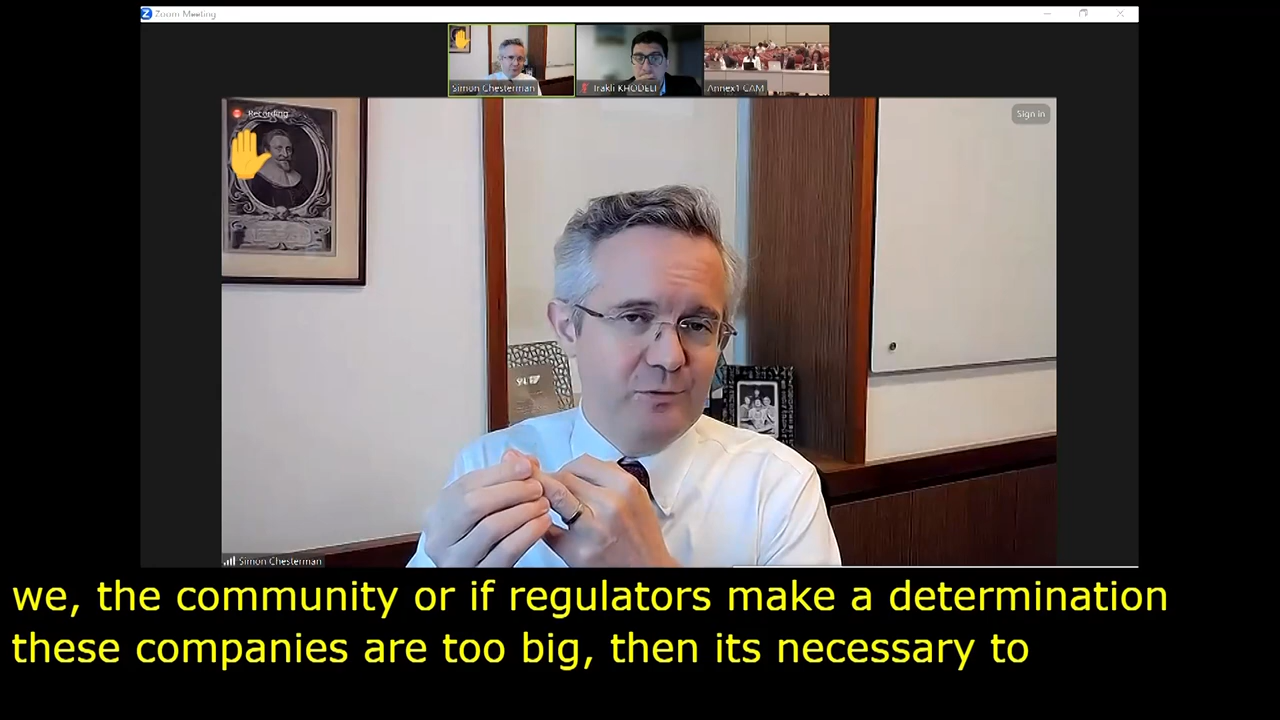 Zoom Meeting
Simon Chesterman
Irakli KHODELI
Annex1 CAM
Recording
Sign in
Simon Chesterman
we, the community or if regulators make a determination
these companies are too big, then its necessary to